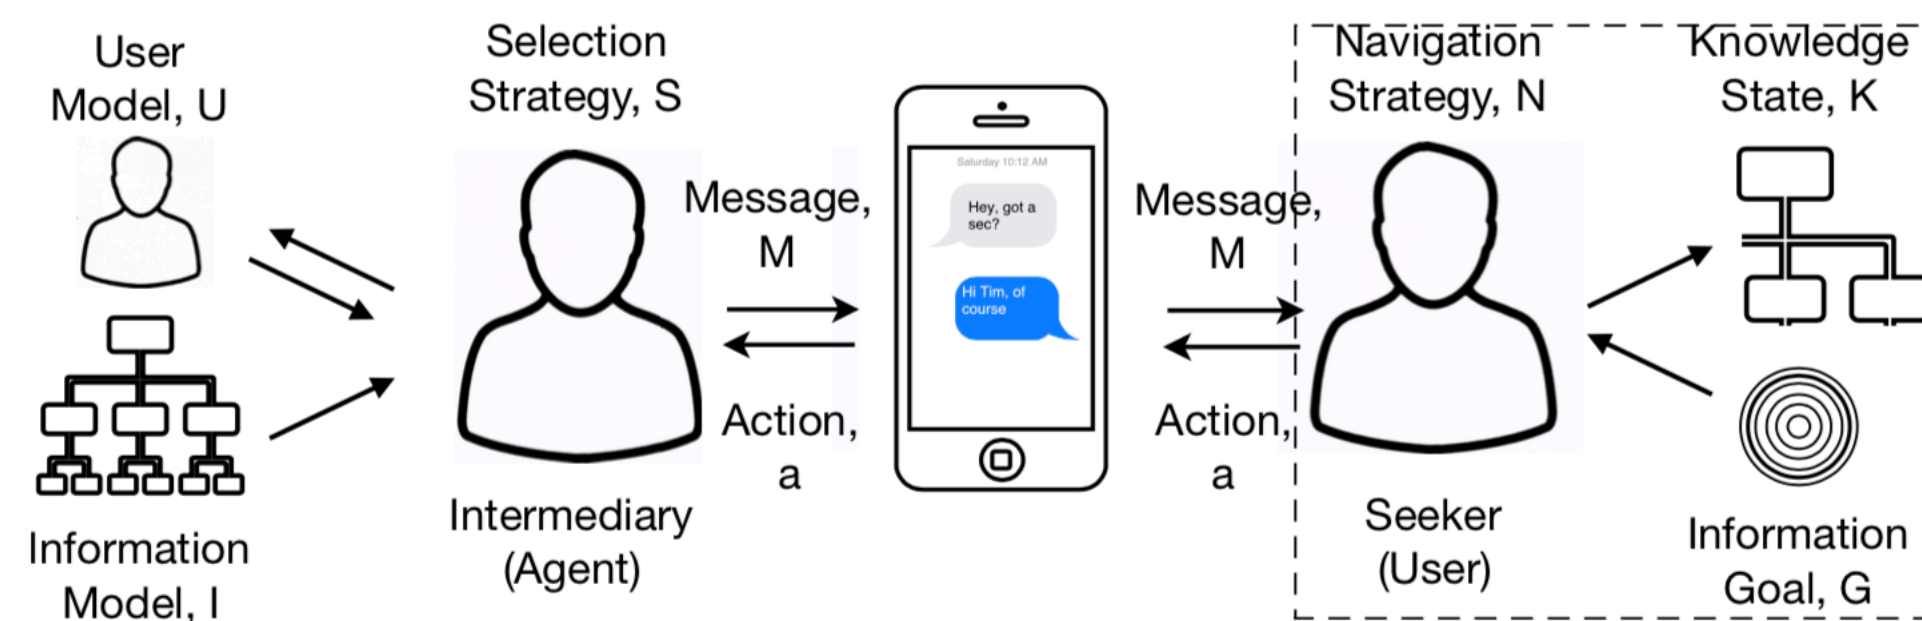 User
Model, U
Selection
Strategy, S
Navigation
Strategy, N
Knowledge
State, K
Message,
M
Saturday 10:12 AM
Hey, got a
sec?
Hi Tim, of
course
Message,
M
Action,
a
Action,
a
Information
Model, I
Intermediary
(Agent)
Seeker
(User)
Information
Goal, G